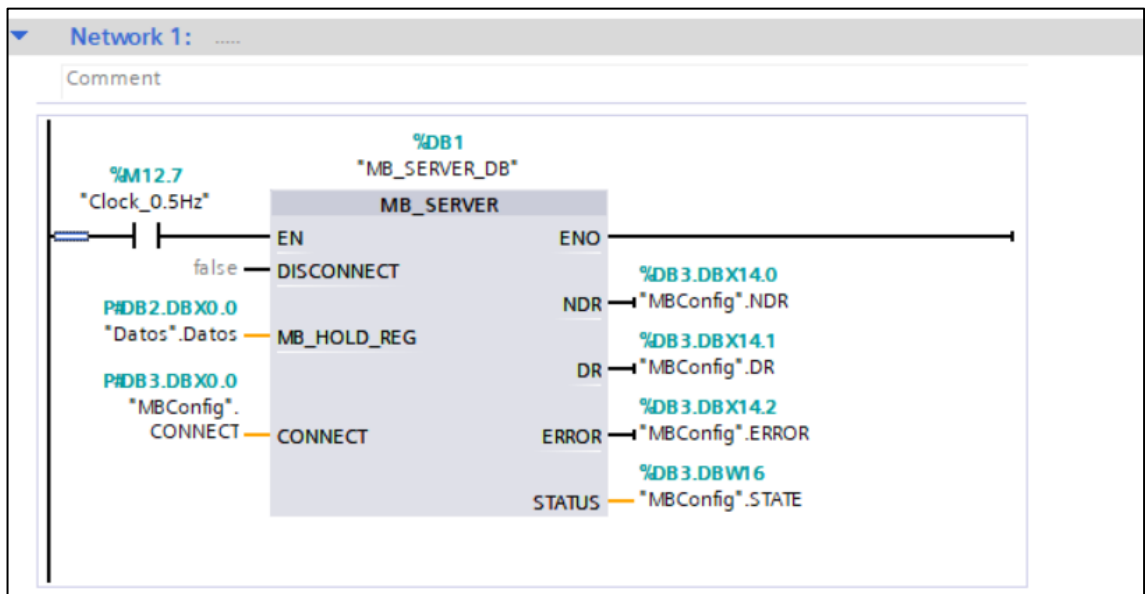 Network 1: .....
Comment
%DB1
"MB_SERVER_DB"
%M12.7
"Clock_0.5Hz"
MB_SERVER
EN
ENO
false
DISCONNECT
%DB3.DBX14.0
NDR
"MBConfig".NDR
P#DB2.DBX0.0
"Datos".Datos
MB_HOLD_REG
%DB3.DBX14.1
DR
"MBConfig".DR
P#DB3.DBX0.0
"MBConfig".
CONNECT
CONNECT
%DB3.DBX14.2
ERROR
"MBConfig".ERROR
%DB3.DBW16
STATUS
"MBConfig".STATE